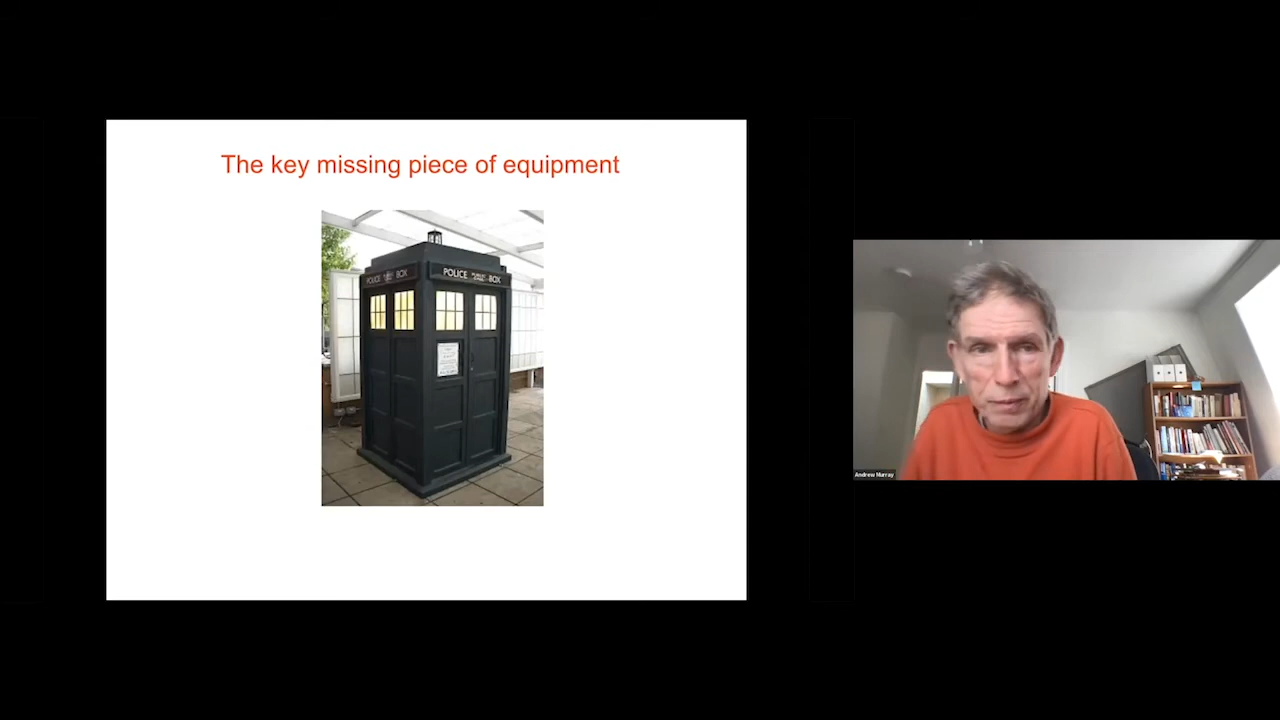 The key missing piece of equipment
POLICE BOX
POLICE BOX
Andrew Murray